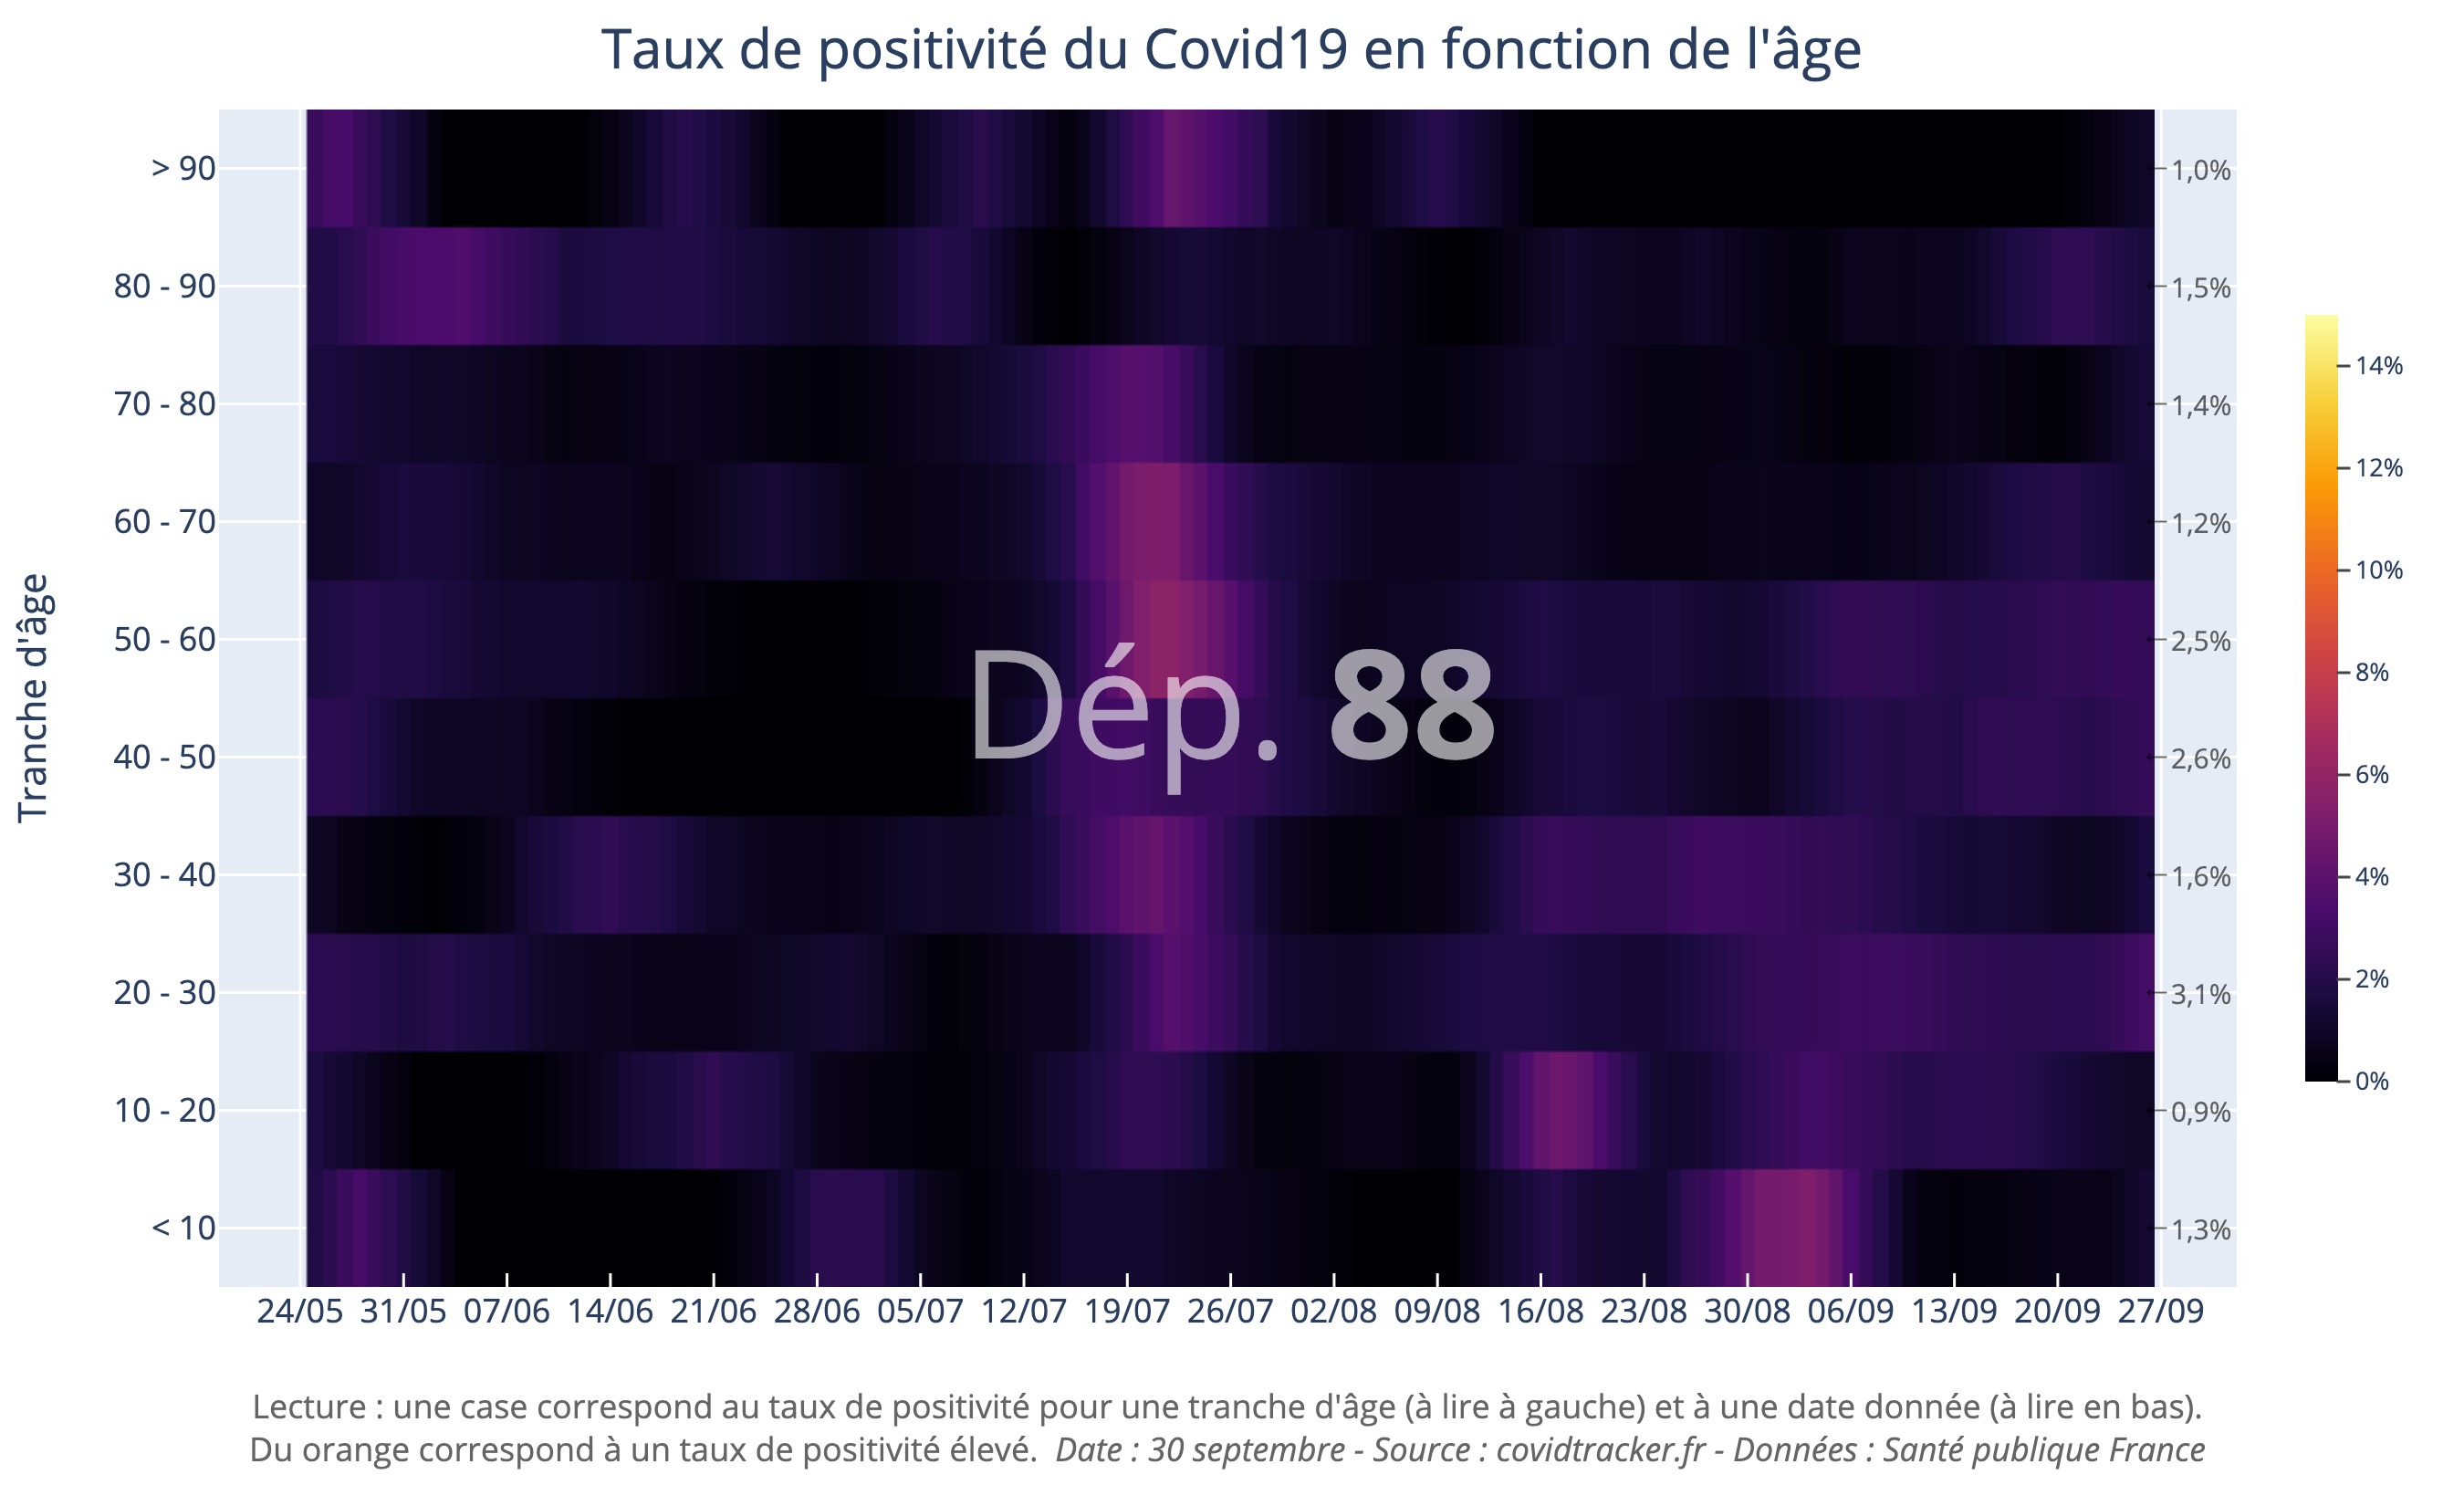 Taux de positivité du Covid19 en fonction de l'âge
Tranche d'âge
> 90
80 - 90
70 - 80
60 - 70
50 - 60
40 - 50
30 - 40
20 - 30
10 - 20
< 10
Dép. 88
1,0%
1,5%
1,4%
1,2%
2,5%
2,6%
1,6%
3,1%
0,9%
1,3%
14%
12%
10%
8%
6%
4%
2%
0%
24/05 31/05 07/06 14/06 21/06 28/06 05/07 12/07 19/07 26/07 02/08 09/08 16/08 23/08 30/08 06/09 13/09 20/09 27/09
Lecture : une case correspond au taux de positivité pour une tranche d'âge (à lire à gauche) et à une date donnée (à lire en bas).
Du orange correspond à un taux de positivité élevé. Date : 30 septembre - Source : covidtracker.fr - Données : Santé publique France